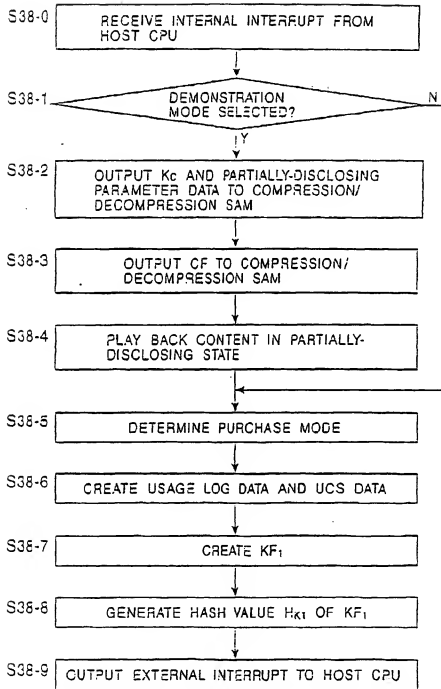 S38-0
RECEIVE INTERNAL INTERRUPT FROM
HOST CPU
S38-1
DEMONSTRATION
MODE SELECTED?
N
Y
S38-2
OUTPUT Kc AND PARTIALLY-DISCLOSING
PARAMETER DATA TO COMPRESSION/
DECOMPRESSION SAM
S38-3
OUTPUT CF TO COMPRESSION/
DECOMPRESSION SAM
S38-4
PLAY BACK CONTENT IN PARTIALLY-
DISCLOSING STATE
S38-5
DETERMINE PURCHASE MODE
S38-6
CREATE USAGE LOG DATA AND UCS DATA
S38-7
CREATE KF₁
S38-8
GENERATE HASH VALUE H_K1 OF KF₁
S38-9
OUTPUT EXTERNAL INTERRUPT TO HOST CPU